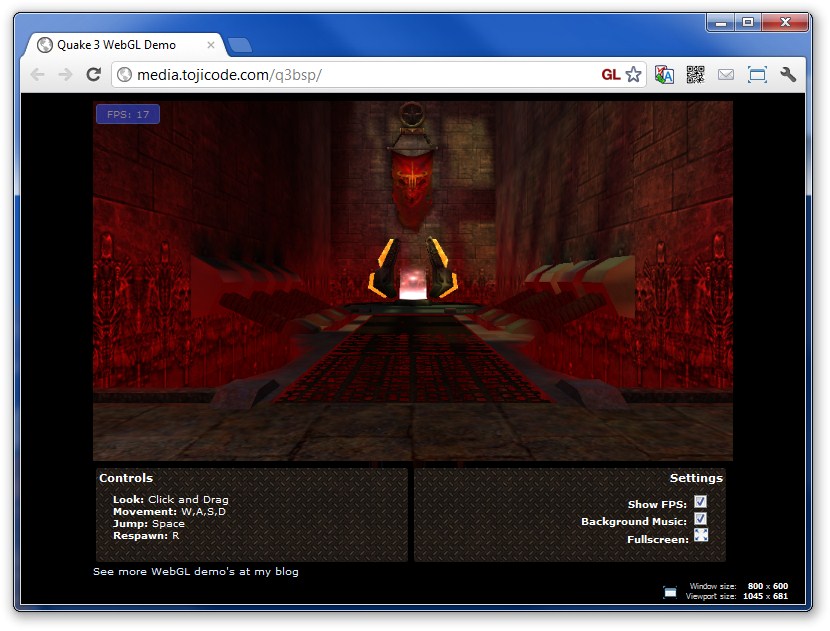 Quake 3 WebGL Demo
media.tojicode.com/q3bsp/
GL
FPS: 17
Controls
Look: Click and Drag
Movement: W,A,S,D
Jump: Space
Respawn: R
Settings
Show FPS:
Background Music:
Fullscreen:
See more WebGL demo's at my blog
Window size: 800 x 600
Viewport size: 1045 x 681